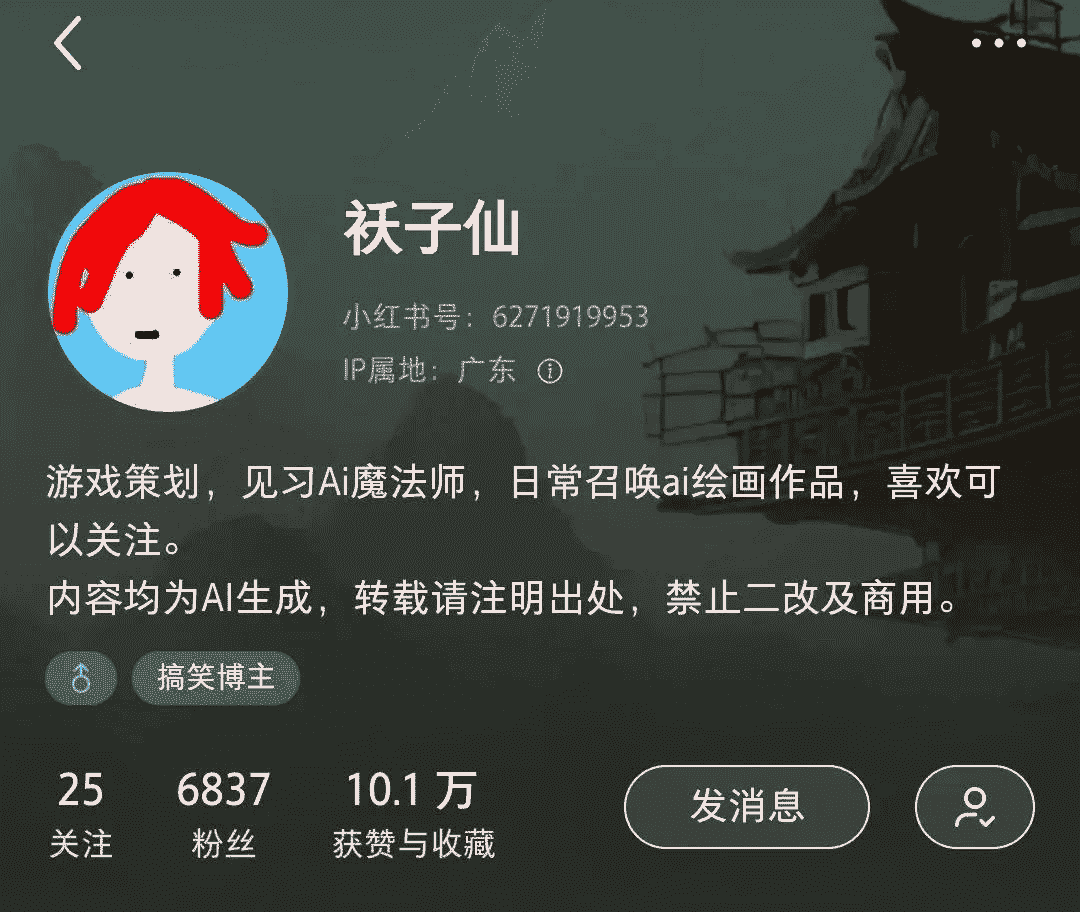 袄子仙
小红书号：6271919953
IP属地：广东
游戏策划，见习Ai魔法师，日常召唤ai绘画作品，喜欢可
以关注。
内容均为AI生成，转载请注明出处，禁止二改及商用。
搞笑博主
25
6837
10.1 万
关注
粉丝
获赞与收藏
发消息